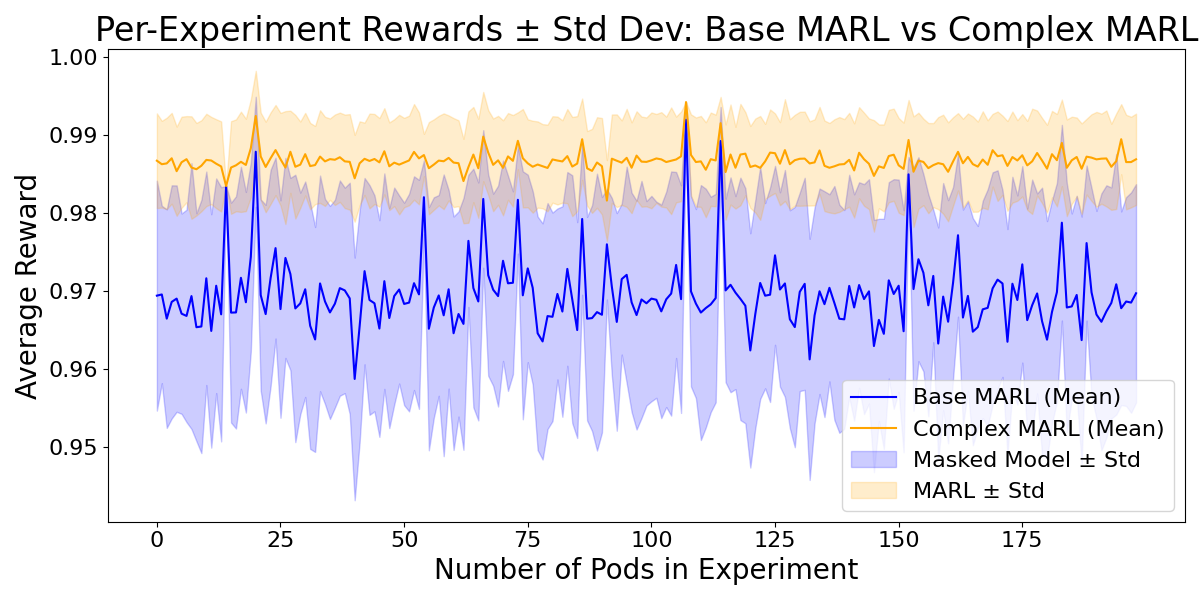 Per-Experiment Rewards ± Std Dev: Base MARL vs Complex MARL
1.00
0.99
0.98
0.97
0.96
0.95
Average Reward
0
25
50
75
100
125
150
175
Number of Pods in Experiment
Base MARL (Mean)
Complex MARL (Mean)
Masked Model ± Std
MARL ± Std